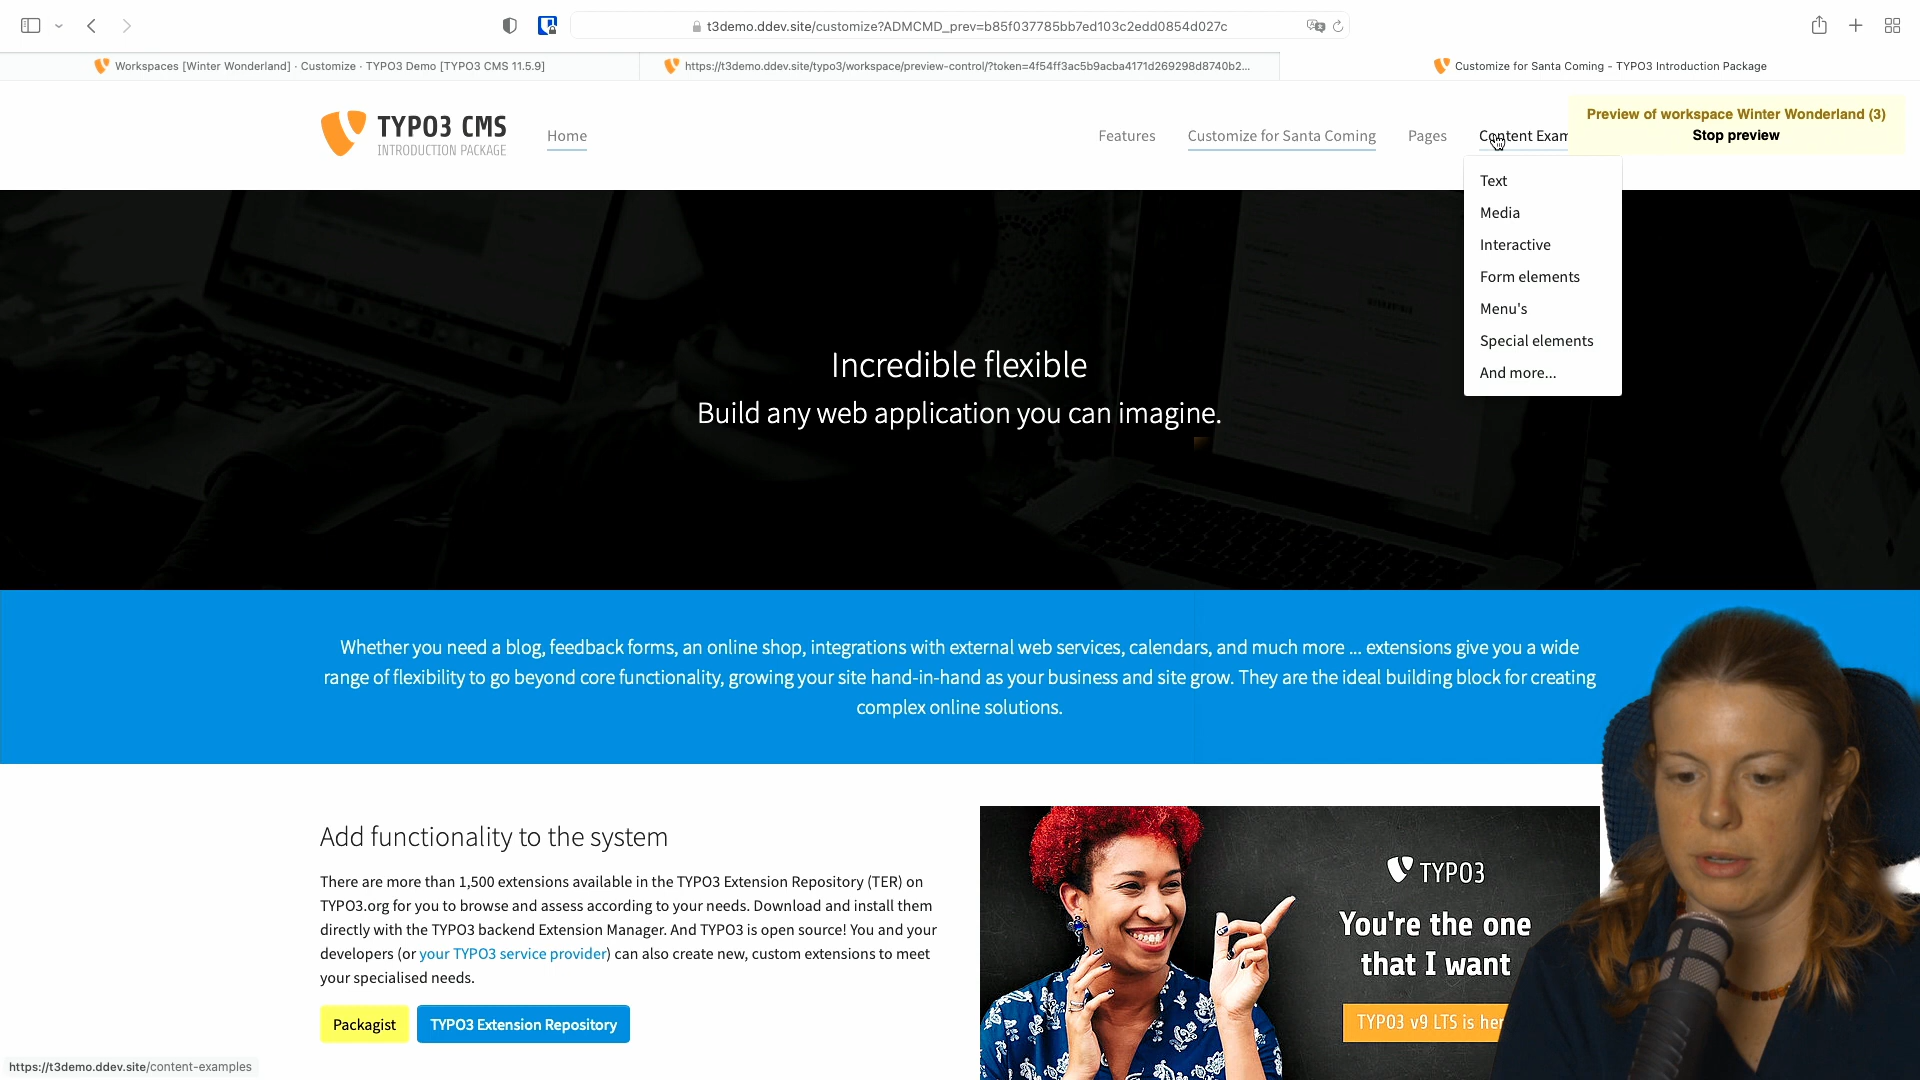 t3demo.ddev.site/customize?ADMCMD_prev=b85f037785bb7ed103c2edd0854d027c
Workspaces [Winter Wonderland] · Customize · TYPO3 Demo [TYPO3 CMS 11.5.9]
https://t3demo.ddev.site/typo3/workspace/preview-control/?token=4f54ff3ac5b9acba4171d269298d8740b2...
Customize for Santa Coming - TYPO3 Introduction Package
TYPO3 CMS
INTRODUCTION PACKAGE
Home
Features
Customize for Santa Coming
Pages
Content Exam
Preview of workspace Winter Wonderland (3)
Stop preview
Text
Media
Interactive
Form elements
Menu's
Special elements
And more...
Incredible flexible
Build any web application you can imagine.
Whether you need a blog, feedback forms, an online shop, integrations with external web services, calendars, and much more ... extensions give you a wide
range of flexibility to go beyond core functionality, growing your site hand-in-hand as your business and site grow. They are the ideal building block for creating
complex online solutions.
Add functionality to the system
There are more than 1,500 extensions available in the TYPO3 Extension Repository (TER) on
TYPO3.org for you to browse and assess according to your needs. Download and install them
directly with the TYPO3 backend Extension Manager. And TYPO3 is open source! You and your
developers (or your TYPO3 service provider) can also create new, custom extensions to meet
your specialised needs.
Packagist
TYPO3 Extension Repository
TYPO3
You're the one
that I want
TYPO3 v9 LTS is her
https://t3demo.ddev.site/content-examples